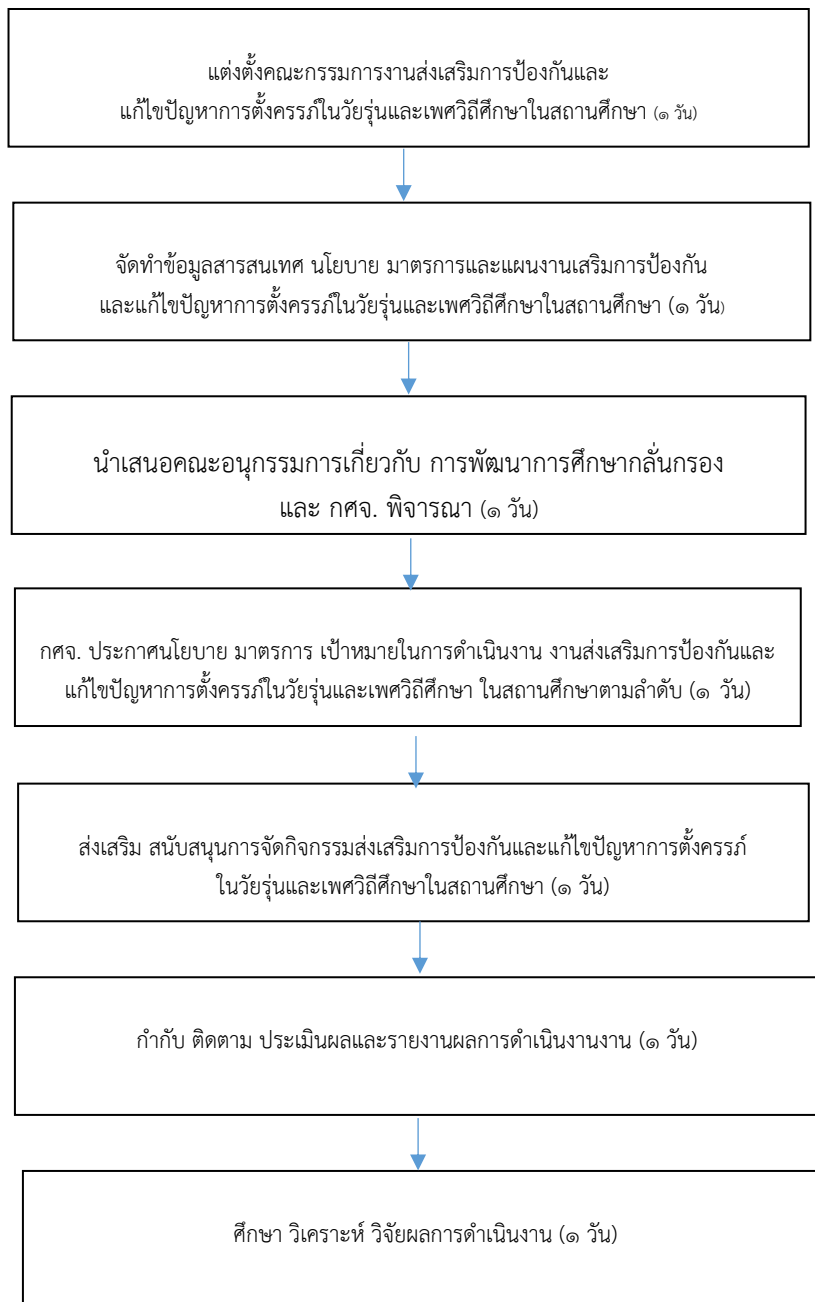 แต่งตั้งคณะกรรมการงานส่งเสริมการป้องกันและ
แก้ไขปัญหาการตั้งครรภ์ในวัยรุ่นและเพศวิถีศึกษาในสถานศึกษา (๑ วัน)
จัดทำข้อมูลสารสนเทศ นโยบาย มาตรการและแผนงานเสริมการป้องกัน
และแก้ไขปัญหาการตั้งครรภ์ในวัยรุ่นและเพศวิถีศึกษาในสถานศึกษา (๑ วัน)
นำเสนอคณะอนุกรรมการเกี่ยวกับ การพัฒนาการศึกษากลั่นกรอง
และ กศจ. พิจารณา (๑ วัน)
กศจ. ประกาศนโยบาย มาตรการ เป้าหมายในการดำเนินงาน งานส่งเสริมการป้องกันและ
แก้ไขปัญหาการตั้งครรภ์ในวัยรุ่นและเพศวิถีศึกษา ในสถานศึกษาตามลำดับ (๑ วัน)
ส่งเสริม สนับสนุนการจัดกิจกรรมส่งเสริมการป้องกันและแก้ไขปัญหาการตั้งครรภ์
ในวัยรุ่นและเพศวิถีศึกษาในสถานศึกษา (๑ วัน)
กำกับ ติดตาม ประเมินผลและรายงานผลการดำเนินงานงาน (๑ วัน)
ศึกษา วิเคราะห์ วิจัยผลการดำเนินงาน (๑ วัน)